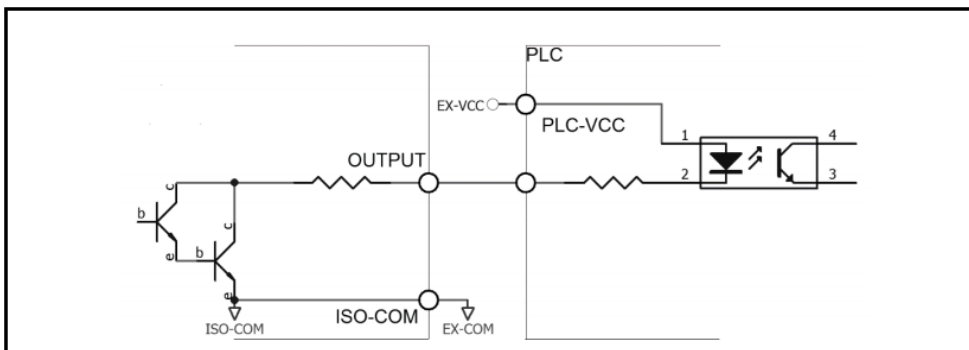 PLC
EX-VCC
PLC-VCC
1
4
OUTPUT
2
3
c
b
c
e
b
e
ISO-COM
ISO-COM
EX-COM